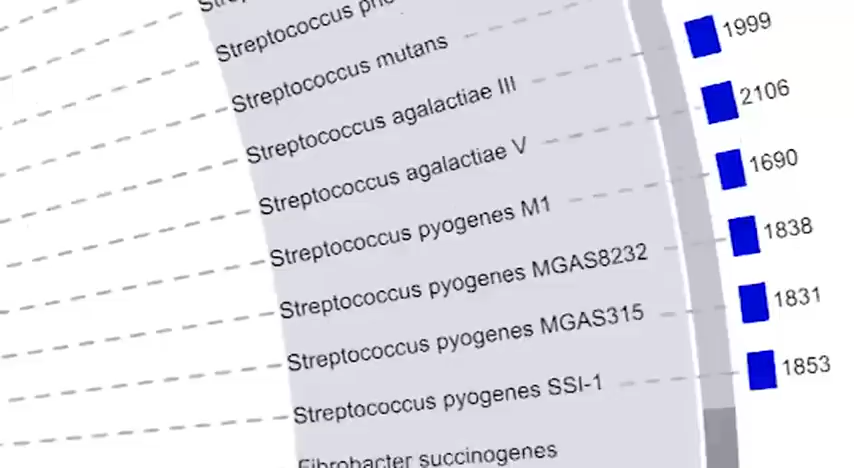 Streptococcus
Streptococcus mutans 1999
Streptococcus agalactiae III 2106
Streptococcus agalactiae V 1690
Streptococcus pyogenes M1 1838
Streptococcus pyogenes MGAS8232 1831
Streptococcus pyogenes MGAS315 1853
Streptococcus pyogenes SSI-1
Fibrobacter succinogenes